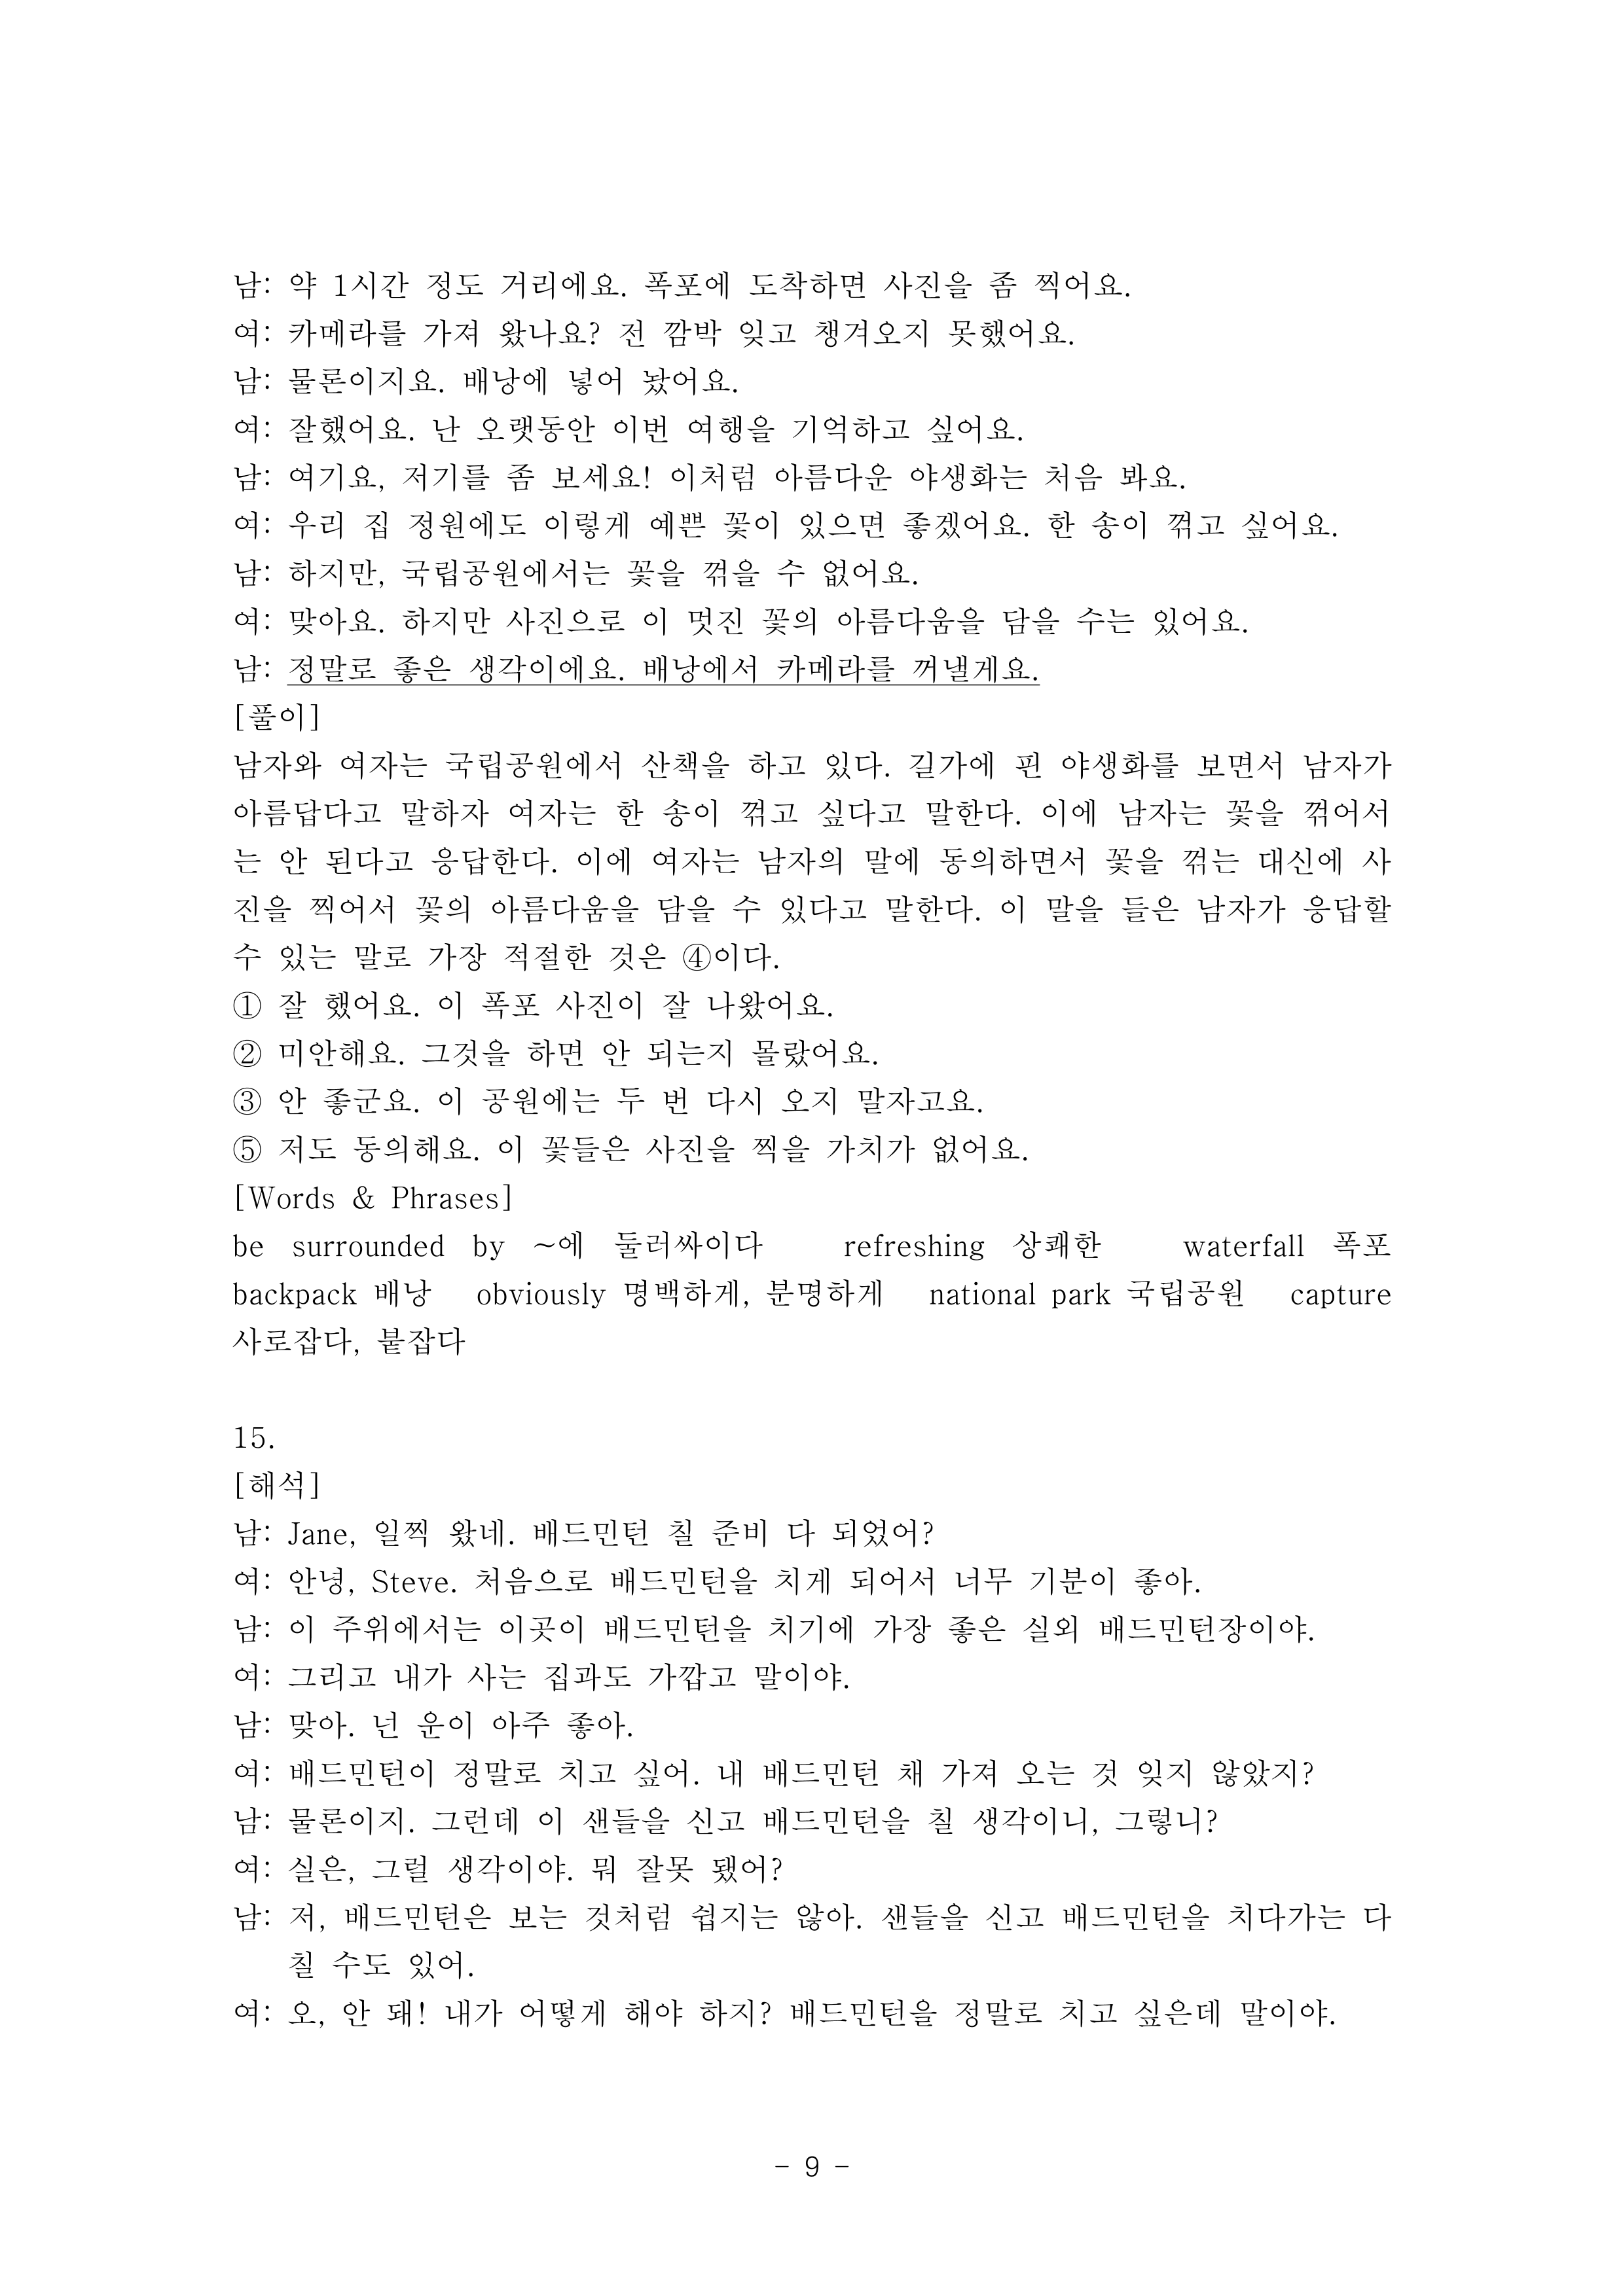 남: 약 1시간 정도 거리에요. 폭포에 도착하면 사진을 좀 찍어요.
여: 카메라를 가져 왔나요? 전 깜박 잊고 챙겨오지 못했어요.
남: 물론이지요. 배낭에 넣어 놨어요.
여: 잘했어요. 난 오랫동안 이번 여행을 기억하고 싶어요.
남: 여기요, 저기를 좀 보세요! 이처럼 아름다운 야생화는 처음 봐요.
여: 우리 집 정원에도 이렇게 예쁜 꽃이 있으면 좋겠어요. 한 송이 꺾고 싶어요.
남: 하지만, 국립공원에서는 꽃을 꺾을 수 없어요.
여: 맞아요. 하지만 사진으로 이 멋진 꽃의 아름다움을 담을 수는 있어요.
남: 정말로 좋은 생각이에요. 배낭에서 카메라를 꺼낼게요.
[풀이]
남자와 여자는 국립공원에서 산책을 하고 있다. 길가에 핀 야생화를 보면서 남자가
아름답다고 말하자 여자는 한 송이 꺾고 싶다고 말한다. 이에 남자는 꽃을 꺾어서
는 안 된다고 응답한다. 이에 여자는 남자의 말에 동의하면서 꽃을 꺾는 대신에 사
진을 찍어서 꽃의 아름다움을 담을 수 있다고 말한다. 이 말을 들은 남자가 응답할
수 있는 말로 가장 적절한 것은 ④이다.
① 잘 했어요. 이 폭포 사진이 잘 나왔어요.
② 미안해요. 그것을 하면 안 되는지 몰랐어요.
③ 안 좋군요. 이 공원에는 두 번 다시 오지 말자고요.
⑤ 저도 동의해요. 이 꽃들은 사진을 찍을 가치가 없어요.
[Words & Phrases]
be surrounded by ~에 둘러싸이다 refreshing 상쾌한 waterfall 폭포
backpack 배낭 obviously 명백하게, 분명하게 national park 국립공원 capture
사로잡다, 붙잡다
15.
[해석]
남: Jane, 일찍 왔네. 배드민턴 칠 준비 다 되었어?
여: 안녕, Steve. 처음으로 배드민턴을 치게 되어서 너무 기분이 좋아.
남: 이 주위에서는 이곳이 배드민턴을 치기에 가장 좋은 실외 배드민턴장이야.
여: 그리고 내가 사는 집과도 가깝고 말이야.
남: 맞아. 넌 운이 아주 좋아.
여: 배드민턴이 정말로 치고 싶어. 내 배드민턴 채 가져 오는 것 잊지 않았지?
남: 물론이지. 그런데 이 샌들을 신고 배드민턴을 칠 생각이니, 그렇니?
여: 실은, 그럴 생각이야. 뭐 잘못 됐어?
남: 저, 배드민턴은 보는 것처럼 쉽지는 않아. 샌들을 신고 배드민턴을 치다가는 다
칠 수도 있어.
여: 오, 안 돼! 내가 어떻게 해야 하지? 배드민턴을 정말로 치고 싶은데 말이야.
- 9 -